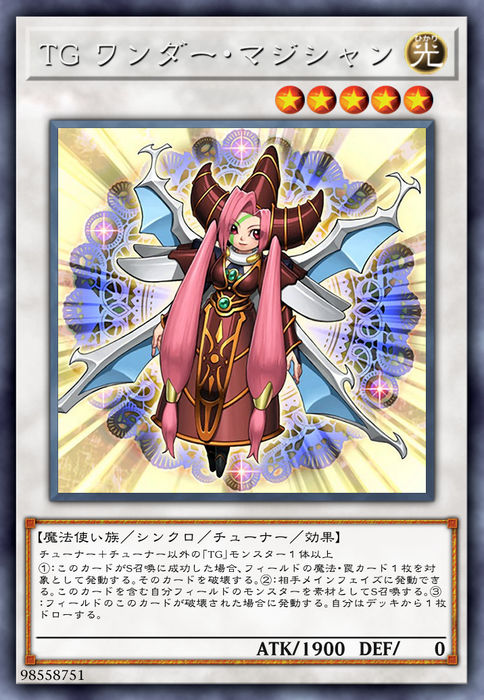 TG ワンダー・マジシャン
ひかり
光
【魔法使い族／シンクロ／チューナー／効果】
チューナー＋チューナー以外の「TG」モンスター１体以上
①：このカードがS召喚に成功した場合、フィールドの魔法・罠カード１枚を対
象として発動する。そのカードを破壊する。②：相手メインフェイズに発動でき
る。このカードを含む自分フィールドのモンスターを素材としてS召喚する。③
：フィールドのこのカードが破壊された場合に発動する。自分はデッキから１枚
ドローする。
ATK/1900 DEF/ 0
98558751